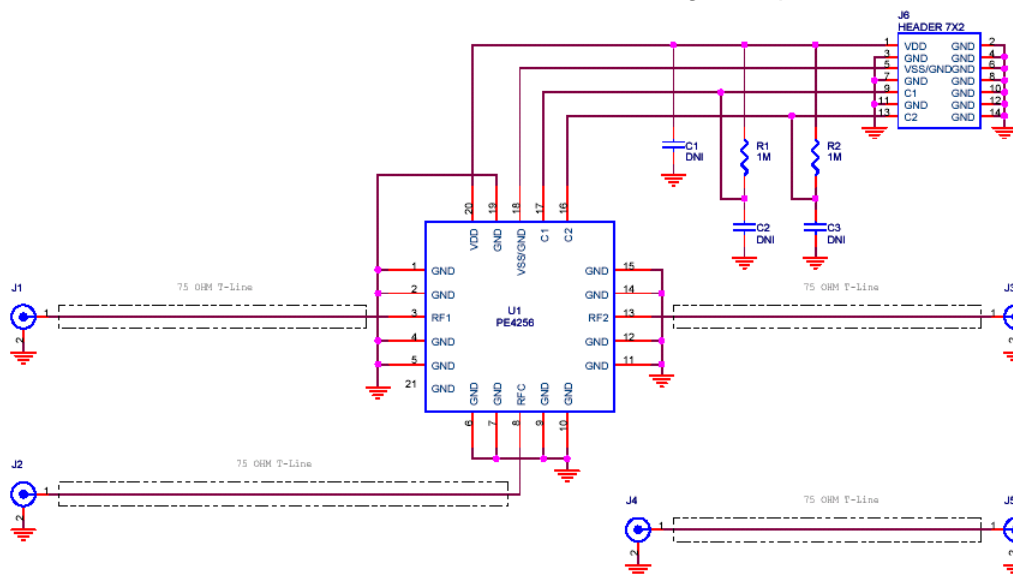 J6
HEADER 7X2
1 VDD GND 2
3 GND GND 4
5 VSS/GND GND 6
7 GND GND 8
9 C1 GND 10
11 GND GND 12
13 C2 GND 14
C1
DNI
R1
1M
R2
1M
C2
DNI
C3
DNI
20 19 18 17 16
VDD GND VSS/GND C1 C2
1 GND
2 GND
3 RF1
4 GND
5 GND
21 GND
U1
PE4256
GND 15
GND 14
RF2 13
GND 12
GND 11
GND GND RFC GND GND
6 7 8 9 10
J1
1
2
75 OHM T-Line
75 OHM T-Line
J3
1
2
J2
1
2
75 OHM T-Line
J4
1
2
75 OHM T-Line
J5
1
2